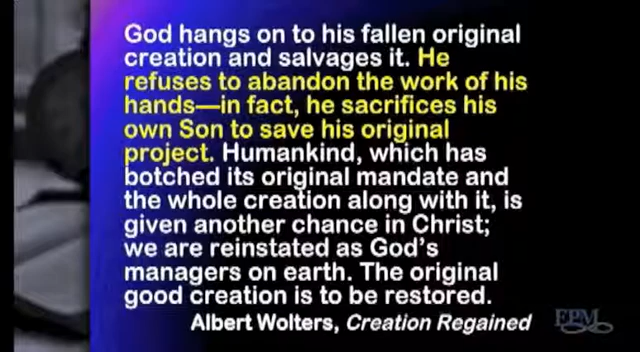 God hangs on to his fallen original
creation and salvages it. He
refuses to abandon the work of his
hands—in fact, he sacrifices his
own Son to save his original
project. Humankind, which has
botched its original mandate and
the whole creation along with it, is
given another chance in Christ;
we are reinstated as God's
managers on earth. The original
good creation is to be restored.
Albert Wolters, Creation Regained
EPM